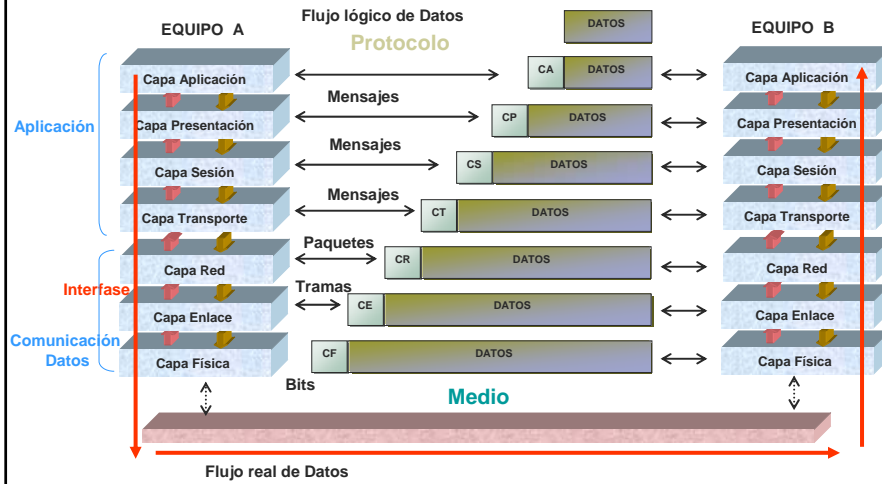 Flujo lógico de Datos
EQUIPO A
Protocolo
DATOS
EQUIPO B
Capa Aplicación
CA
DATOS
Capa Aplicación
Mensajes
Aplicación
Capa Presentación
CP
DATOS
Capa Presentación
Mensajes
Capa Sesión
CS
DATOS
Capa Sesión
Mensajes
Capa Transporte
CT
DATOS
Capa Transporte
Paquetes
Capa Red
CR
DATOS
Capa Red
Interfase
Tramas
Capa Enlace
CE
DATOS
Capa Enlace
Comunicación
Datos
Capa Física
CF
DATOS
Capa Física
Bits
Medio
Flujo real de Datos